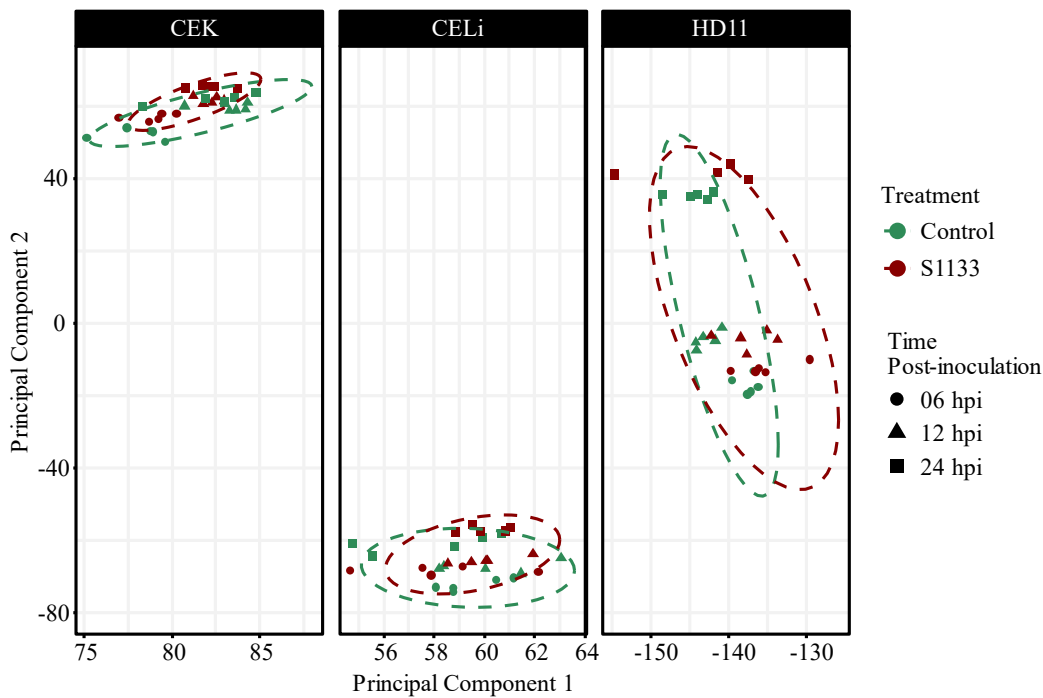 CEK
CELi
HD11
40
0
-40
-80
Principal Component 2
75
80
85
56
58
60
62
64
-150
-140
-130
Principal Component 1
Treatment
Control
S1133
Time
Post-inoculation
06 hpi
12 hpi
24 hpi